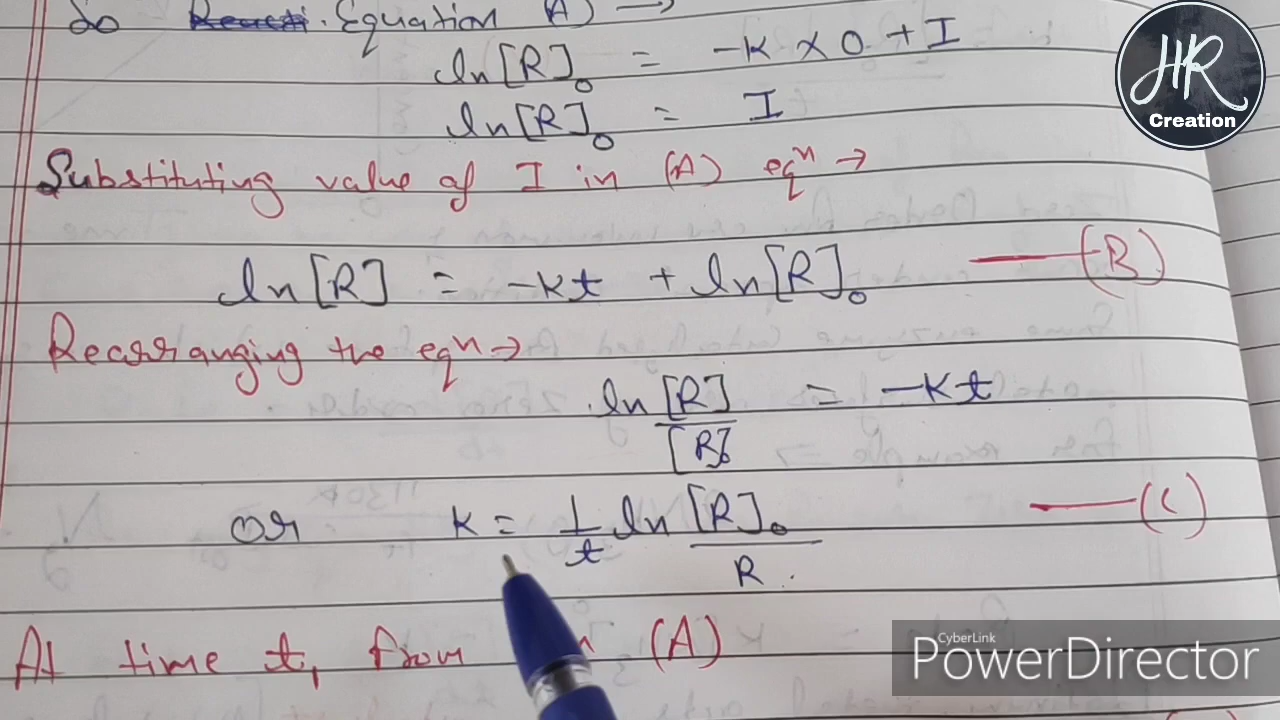 So Equation (A) →
ln[R]₀ = -K × 0 + I
ln[R]₀ = I
Substituting value of I in (A) eqⁿ →
ln[R] = -Kt + ln[R]₀ —(B)
Rearranging the eqⁿ →
ln [R]/[R]₀ = -Kt
or K = 1/t ln [R]₀/R —(C)
At time t₁ from (A)
HR
Creation
CyberLink
PowerDirector